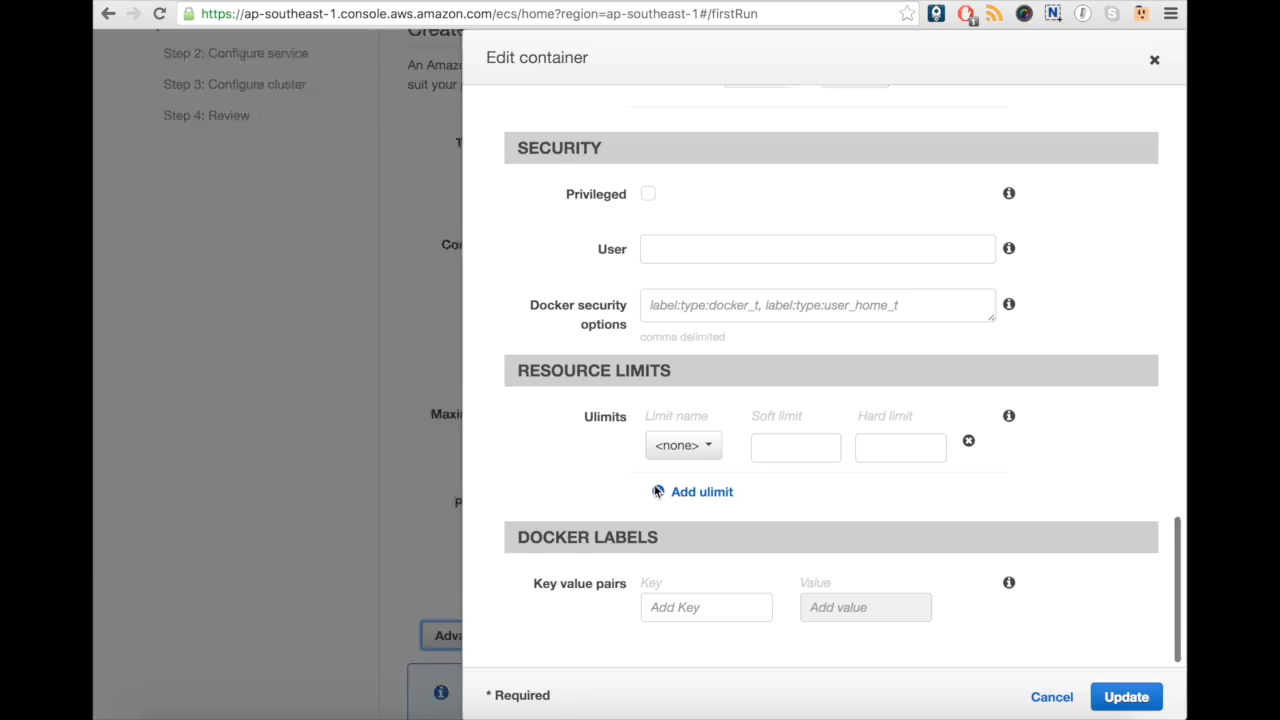 https://ap-southeast-1.console.aws.amazon.com/ecs/home?region=ap-southeast-1#/firstRun
1
N
Step 2: Configure service
Step 3: Configure cluster
Step 4: Review
Create
An Amazo
suit your
Co
Maxi
Adva
Edit container
SECURITY
Privileged
User
Docker security options
label:type:docker_t, label:type:user_home_t
comma delimited
RESOURCE LIMITS
Ulimits
Limit name Soft limit Hard limit
<none>
Add ulimit
DOCKER LABELS
Key value pairs
Key Value
Add Key Add value
* Required
Cancel Update